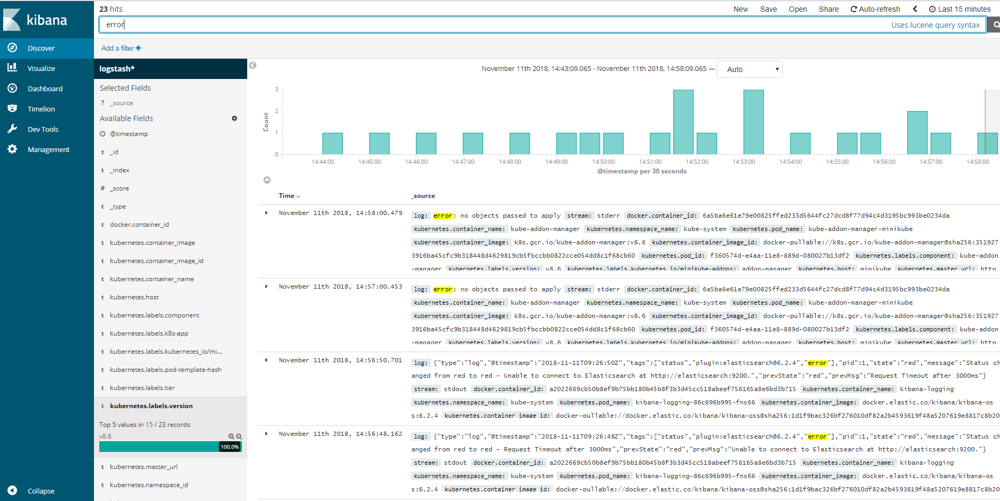 kibana
Discover
Visualize
Dashboard
Timelion
Dev Tools
Management
Collapse
23 hits
New Save Open Share Auto-refresh Last 15 minutes
error
Uses lucene query syntax
Add a filter +
logstash*
Selected Fields
? _source
Available Fields
@timestamp
t _id
t _index
# _score
t _type
t docker.container_id
t kubernetes.container_image
t kubernetes.container_image_id
t kubernetes.container_name
t kubernetes.host
t kubernetes.labels.component
t kubernetes.labels.k8s-app
t kubernetes.labels.kubernetes_io/mi...
t kubernetes.labels.pod-template-hash
t kubernetes.labels.tier
t kubernetes.labels.version
Top 5 values in 15 / 23 records
v8.6
100.0%
t kubernetes.master_url
t kubernetes.namespace_id
November 11th 2018, 14:43:09.065 - November 11th 2018, 14:58:09.065 — Auto
Count
3
2
1
0
14:44:00 14:45:00 14:46:00 14:47:00 14:48:00 14:49:00 14:50:00 14:51:00 14:52:00 14:53:00 14:54:00 14:55:00 14:56:00 14:57:00 14:58:00
@timestamp per 30 seconds
Time _source
November 11th 2018, 14:58:00.479
log: error: no objects passed to apply stream: stderr docker.container_id: 6a5ba6e61e79e00825ffed233d5644fc27dcd8f77d94c4d3195bc993be0234da
kubernetes.container_name: kube-addon-manager kubernetes.namespace_name: kube-system kubernetes.pod_name: kube-addon-manager-minikube
kubernetes.container_image: k8s.gcr.io/kube-addon-manager:v8.6 kubernetes.container_image_id: docker-pullable://k8s.gcr.io/kube-addon-manager@sha256:351927
3916ba45cfc9b318448d4629819cb5fbccbb0822cce054dd8c1f68cb60 kubernetes.pod_id: f360574d-e4aa-11e8-889d-080027b13df2 kubernetes.labels.component: kube-addon
-manager kubernetes.labels.version: v8.6 kubernetes.labels.kubernetes_io/minikube-addons: addon-manager kubernetes.host: minikube kubernetes.master_url: http
November 11th 2018, 14:57:00.453
log: error: no objects passed to apply stream: stderr docker.container_id: 6a5ba6e61e79e00825ffed233d5644fc27dcd8f77d94c4d3195bc993be0234da
kubernetes.container_name: kube-addon-manager kubernetes.namespace_name: kube-system kubernetes.pod_name: kube-addon-manager-minikube
kubernetes.container_image: k8s.gcr.io/kube-addon-manager:v8.6 kubernetes.container_image_id: docker-pullable://k8s.gcr.io/kube-addon-manager@sha256:351927
3916ba45cfc9b318448d4629819cb5fbccbb0822cce054dd8c1f68cb60 kubernetes.pod_id: f360574d-e4aa-11e8-889d-080027b13df2 kubernetes.labels.component: kube-addon
-manager kubernetes.labels.version: v8.6 kubernetes.labels.kubernetes_io/minikube-addons: addon-manager kubernetes.host: minikube kubernetes.master_url: http
November 11th 2018, 14:56:50.701
log: {"type":"log","@timestamp":"2018-11-11T09:26:50Z","tags":["status","plugin:elasticsearch@6.2.4","error"],"pid":1,"state":"red","message":"Status ch
anged from red to red - Unable to connect to Elasticsearch at http://elasticsearch:9200.","prevState":"red","prevMsg":"Request Timeout after 3000ms"}
stream: stdout docker.container_id: a2022669cb50b8ef9b75bb180b45b8f3b3d45cc518abeef756161a6e6bd3b715 kubernetes.container_name: kibana-logging
kubernetes.namespace_name: kube-system kubernetes.pod_name: kibana-logging-86c696b995-fns66 kubernetes.container_image: docker.elastic.co/kibana/kibana-os
s:6.2.4 kubernetes.container_image_id: docker-pullable://docker.elastic.co/kibana/kibana-oss@sha256:1d1f9bac326bf276010df82a2b4593619f48a5207619e8817c8b20
November 11th 2018, 14:56:48.162
log: {"type":"log","@timestamp":"2018-11-11T09:26:48Z","tags":["status","plugin:elasticsearch@6.2.4","error"],"pid":1,"state":"red","message":"Status ch
anged from red to red - Request Timeout after 3000ms","prevState":"red","prevMsg":"Unable to connect to Elasticsearch at http://elasticsearch:9200."}
stream: stdout docker.container_id: a2022669cb50b8ef9b75bb180b45b8f3b3d45cc518abeef756161a6e6bd3b715 kubernetes.container_name: kibana-logging
kubernetes.namespace_name: kube-system kubernetes.pod_name: kibana-logging-86c696b995-fns66 kubernetes.container_image: docker.elastic.co/kibana/kibana-os
s:6.2.4 kubernetes.container_image_id: docker-pullable://docker.elastic.co/kibana/kibana-oss@sha256:1d1f9bac326bf276010df82a2b4593619f48a5207619e8817c8b20